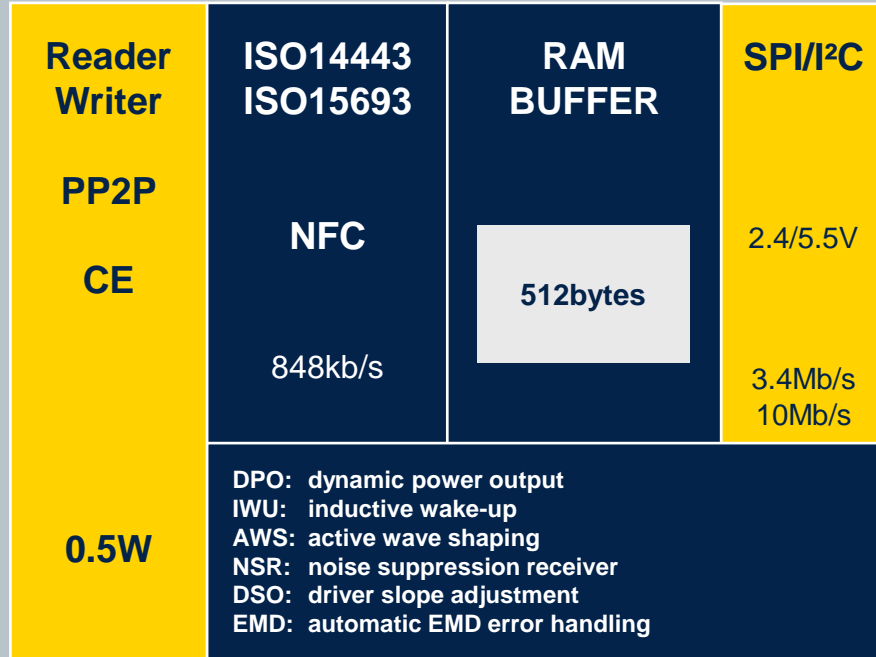 Reader
Writer
PP2P
CE
0.5W
ISO14443
ISO15693
NFC
848kb/s
RAM
BUFFER
512bytes
SPI/I²C
2.4/5.5V
3.4Mb/s
10Mb/s
DPO: dynamic power output
IWU: inductive wake-up
AWS: active wave shaping
NSR: noise suppression receiver
DSO: driver slope adjustment
EMD: automatic EMD error handling